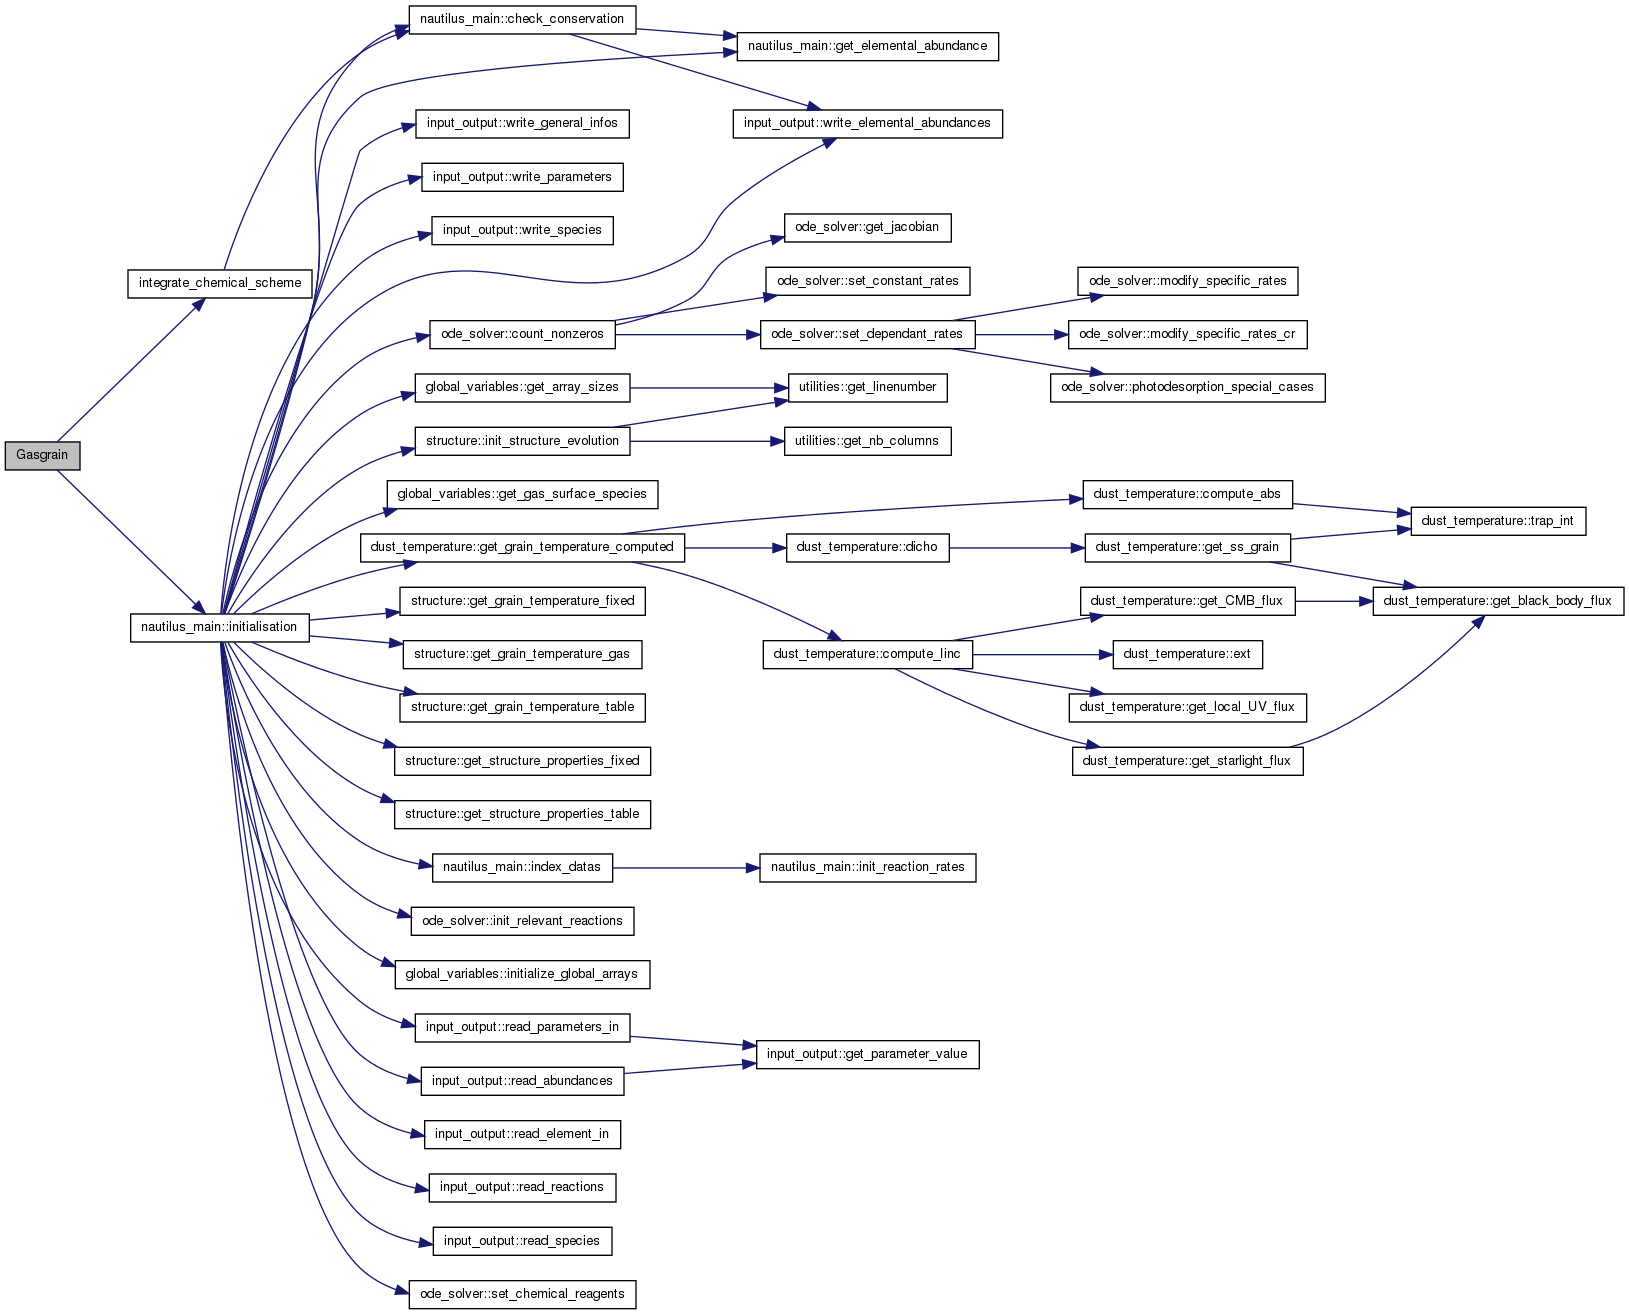 Gasgrain
integrate_chemical_scheme
nautilus_main::initialisation
nautilus_main::check_conservation
input_output::write_general_infos
input_output::write_parameters
input_output::write_species
ode_solver::count_nonzeros
global_variables::get_array_sizes
structure::init_structure_evolution
global_variables::get_gas_surface_species
dust_temperature::get_grain_temperature_computed
structure::get_grain_temperature_fixed
structure::get_grain_temperature_gas
structure::get_grain_temperature_table
structure::get_structure_properties_fixed
structure::get_structure_properties_table
nautilus_main::index_datas
ode_solver::init_relevant_reactions
global_variables::initialize_global_arrays
input_output::read_parameters_in
input_output::read_abundances
input_output::read_element_in
input_output::read_reactions
input_output::read_species
ode_solver::set_chemical_reagents
nautilus_main::get_elemental_abundance
input_output::write_elemental_abundances
ode_solver::get_jacobian
ode_solver::set_constant_rates
ode_solver::set_dependant_rates
utilities::get_linenumber
utilities::get_nb_columns
dust_temperature::dicho
dust_temperature::compute_linc
nautilus_main::init_reaction_rates
input_output::get_parameter_value
ode_solver::modify_specific_rates
ode_solver::modify_specific_rates_cr
ode_solver::photodesorption_special_cases
dust_temperature::compute_abs
dust_temperature::get_ss_grain
dust_temperature::get_CMB_flux
dust_temperature::ext
dust_temperature::get_local_UV_flux
dust_temperature::get_starlight_flux
dust_temperature::trap_int
dust_temperature::get_black_body_flux